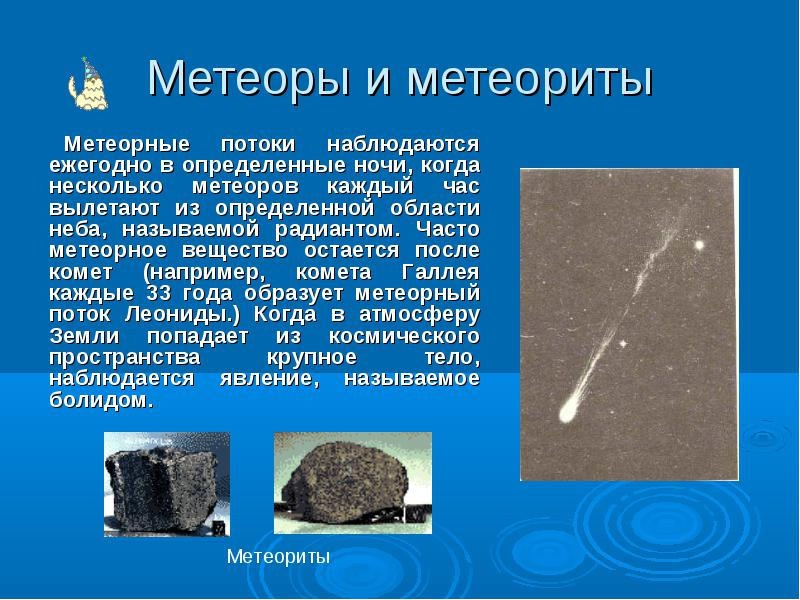 Метеоры и метеориты
Метеорные потоки наблюдаются
ежегодно в определенные ночи, когда
несколько метеоров каждый час
вылетают из определенной области
неба, называемой радиантом. Часто
метеорное вещество остается после
комет (например, комета Галлея
каждые 33 года образует метеорный
поток Леониды.) Когда в атмосферу
Земли попадает из космического
пространства крупное тело,
наблюдается явление, называемое
болидом.
Метеориты